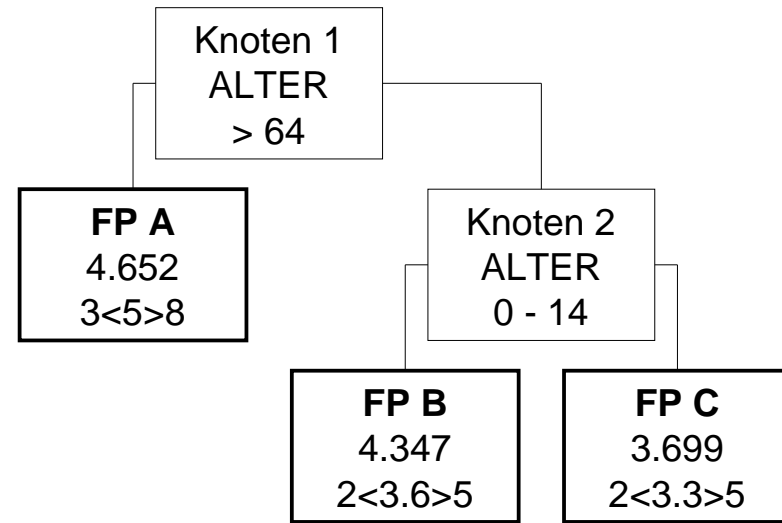 Knoten 1
ALTER
> 64
FP A
4.652
3<5>8
Knoten 2
ALTER
0 - 14
FP B
4.347
2<3.6>5
FP C
3.699
2<3.3>5